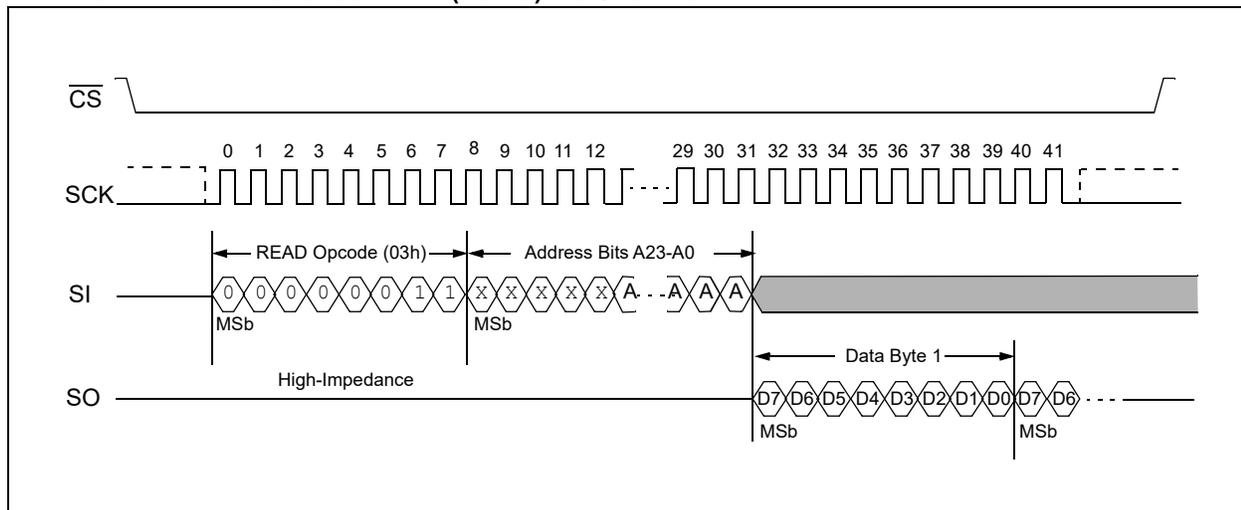 CS
0 1 2 3 4 5 6 7 8 9 10 11 12 29 30 31 32 33 34 35 36 37 38 39 40 41
SCK
READ Opcode (03h) Address Bits A23-A0
SI 0 0 0 0 0 0 1 1 X X X X X A A A A
MSb MSb
Data Byte 1
High-Impedance
SO D7 D6 D5 D4 D3 D2 D1 D0 D7 D6
MSb MSb